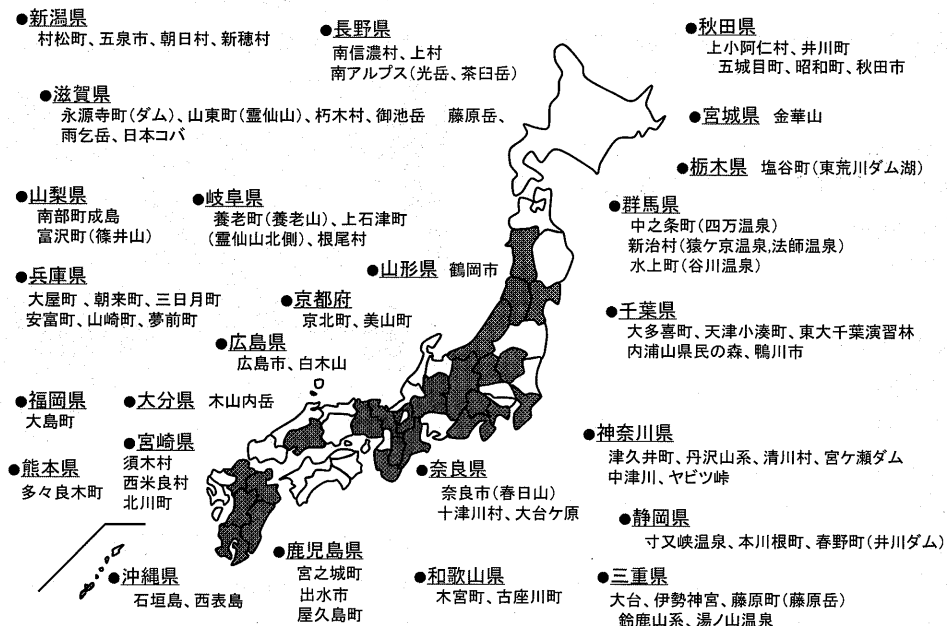 ●新潟県
村松町、五泉市、朝日村、新穂村
●長野県
南信濃村、上村
南アルプス(光岳、茶臼岳)
●秋田県
上小阿仁村、井川町
五城目町、昭和町、秋田市
●滋賀県
永源寺町(ダム)、山東町(霊仙山)、朽木村、御池岳　藤原岳、
雨乞岳、日本コバ
●宮城県　金華山
●栃木県　塩谷町(東荒川ダム湖)
●山梨県
南部町成島
富沢町(篠井山)
●岐阜県
養老町(養老山)、上石津町
(霊仙山北側)、根尾村
●群馬県
中之条町(四万温泉)
新治村(猿ケ京温泉,法師温泉)
水上町(谷川温泉)
●山形県　鶴岡市
●兵庫県
大屋町、朝来町、三日月町
安富町、山崎町、夢前町
●京都府
京北町、美山町
●千葉県
大多喜町、天津小湊町、東大千葉演習林
内浦山県民の森、鴨川市
●広島県
広島市、白木山
●福岡県
大島町
●大分県　木山内岳
●宮崎県
須木村
西米良村
北川町
●神奈川県
津久井町、丹沢山系、清川村、宮ケ瀬ダム
中津川、ヤビツ峠
●熊本県
多々良木町
●奈良県
奈良市(春日山)
十津川村、大台ケ原
●静岡県
寸又峡温泉、本川根町、春野町(井川ダム)
●鹿児島県
宮之城町
出水市
屋久島町
●沖縄県
石垣島、西表島
●和歌山県
木宮町、古座川町
●三重県
大台、伊勢神宮、藤原町(藤原岳)
鈴鹿山系、湯ノ山温泉